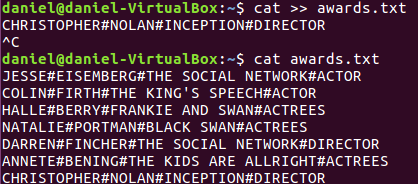 daniel@daniel-VirtualBox:~$ cat >> awards.txt
CHRISTOPHER#NOLAN#INCEPTION#DIRECTOR
^C
daniel@daniel-VirtualBox:~$ cat awards.txt
JESSE#EISEMBERG#THE SOCIAL NETWORK#ACTOR
COLIN#FIRTH#THE KING'S SPEECH#ACTOR
HALLE#BERRY#FRANKIE AND SWAN#ACTREES
NATALIE#PORTMAN#BLACK SWAN#ACTREES
DARREN#FINCHER#THE SOCIAL NETWORK#DIRECTOR
ANNETE#BENING#THE KIDS ARE ALLRIGHT#ACTREES
CHRISTOPHER#NOLAN#INCEPTION#DIRECTOR